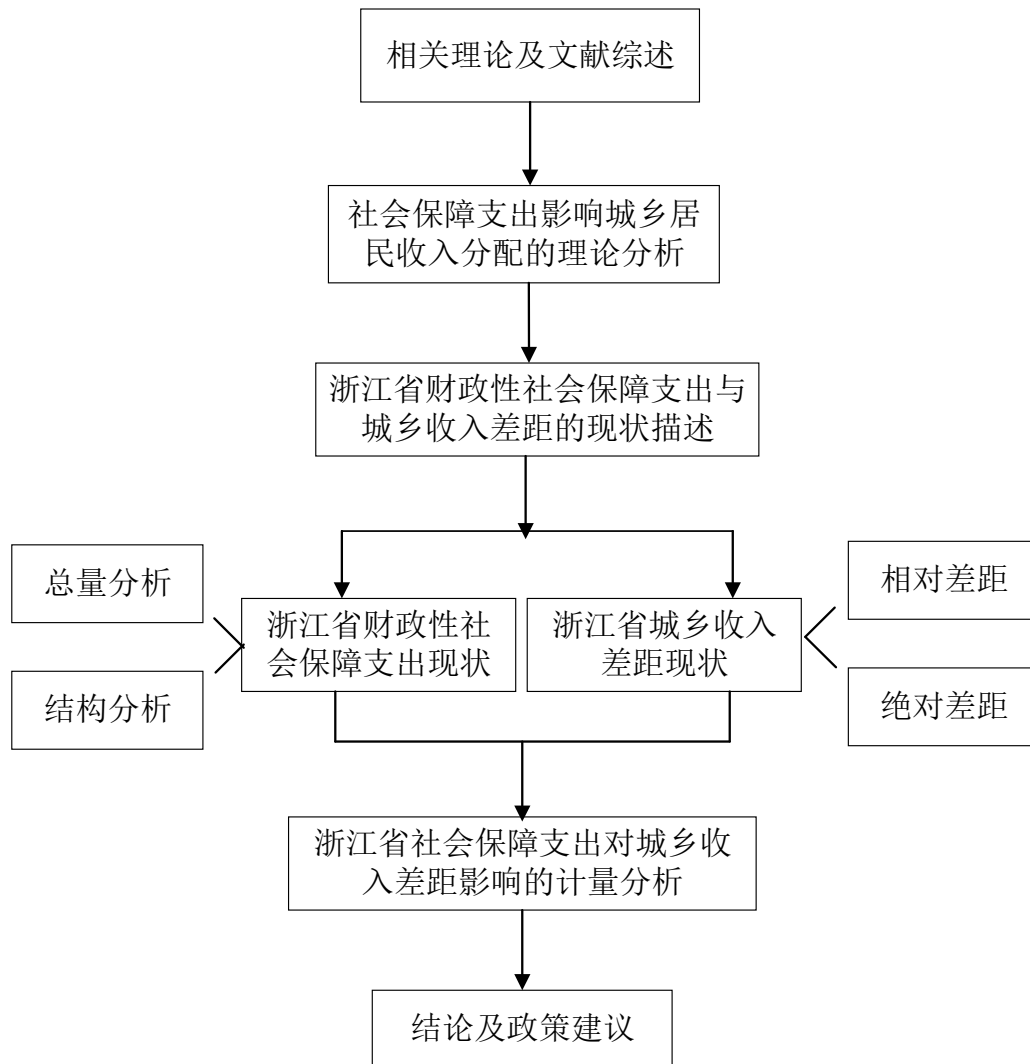 相关理论及文献综述
社会保障支出影响城乡居
民收入分配的理论分析
浙江省财政性社会保障支出与
城乡收入差距的现状描述
总量分析
结构分析
浙江省财政性社
会保障支出现状
浙江省城乡收入
差距现状
相对差距
绝对差距
浙江省社会保障支出对城乡收
入差距影响的计量分析
结论及政策建议